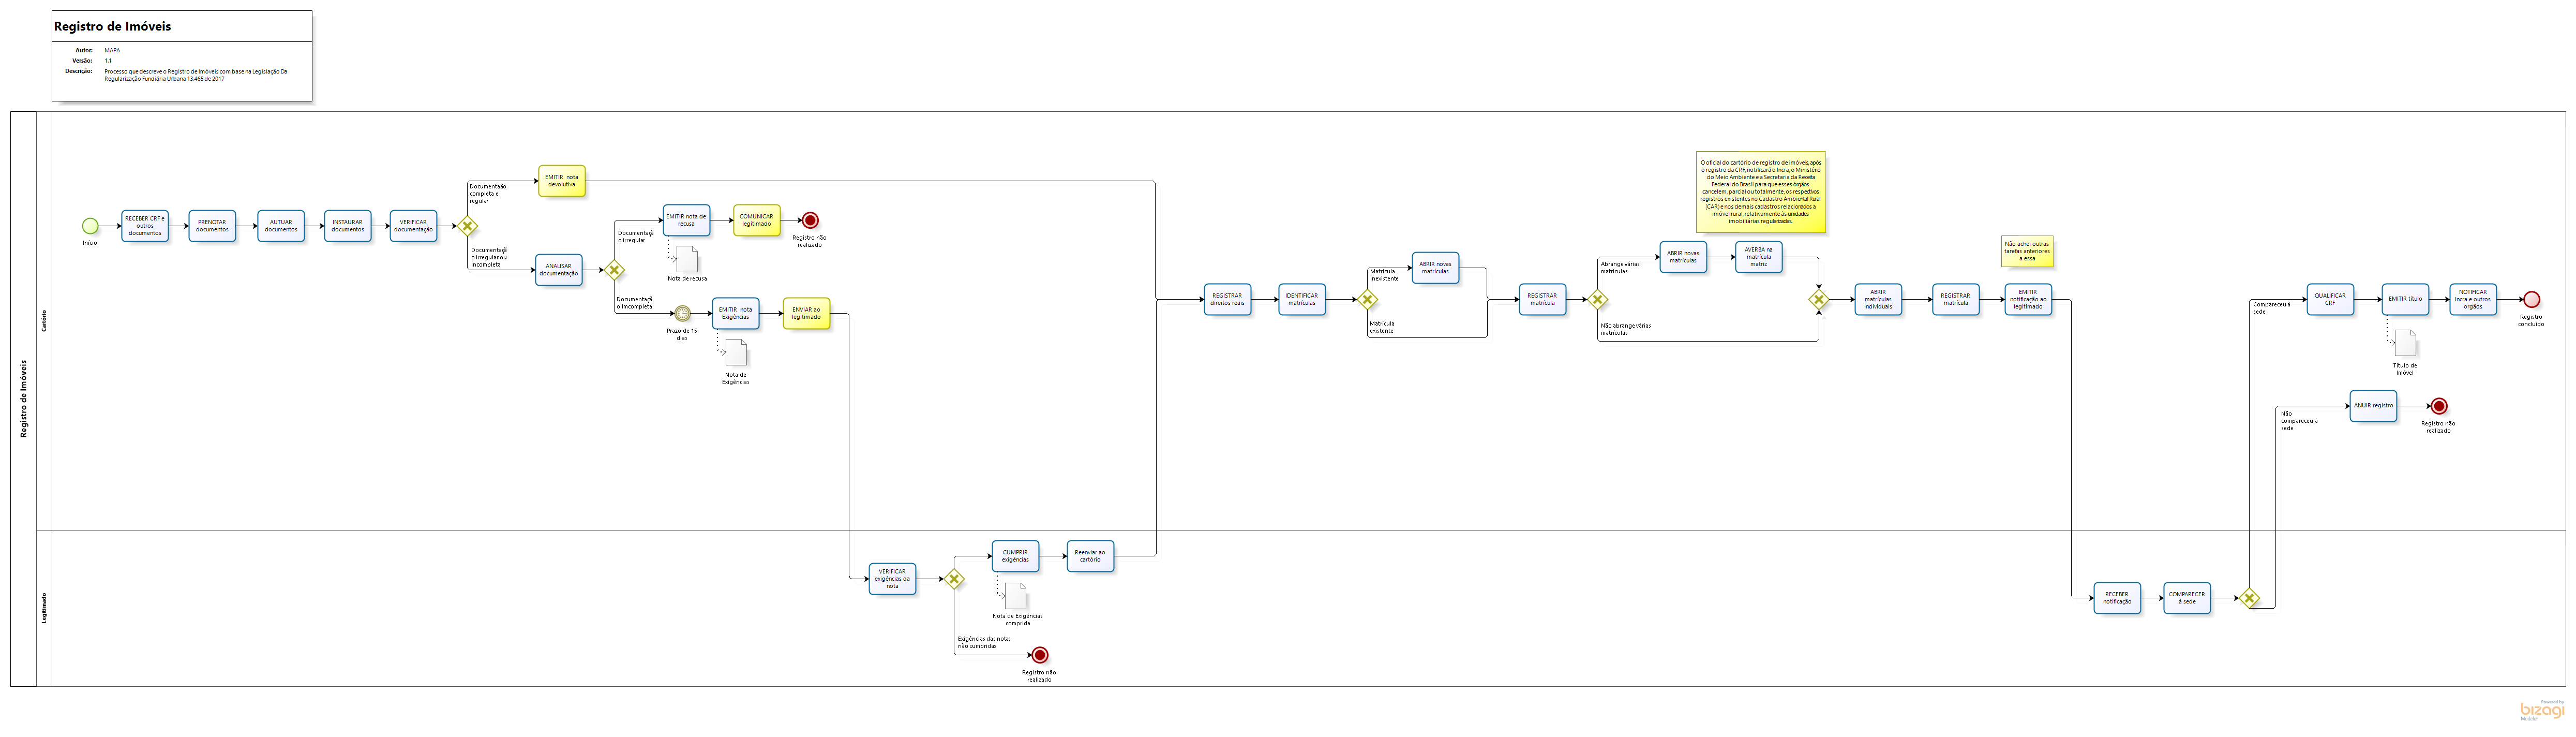 Registro de Imóveis
Autor: MAPA
Versão: 1.1
Descrição: Processo que descreve o Registro de Imóveis com base na Legislação Da
Regularização Fundiária Urbana 13.465 de 2017
Registro de Imóveis
Cartório
Início
RECEBER CRF e
outros
documentos
PRENOTAR
documentos
AUTUAR
documentos
INSTAURAR
documentos
VERIFICAR
documentação
Documentaão
completa e
regular
EMITIR nota
devolutiva
Documentaçã
o irregular ou
incompleta
ANALISAR
documentação
Documentaçã
o irregular
EMITIR nota de
recusa
Nota de recusa
COMUNICAR
legitimado
Registro não
realizado
Documentaçã
o Imcompleta
Prazo de 15
dias
EMITIR nota
Exigências
Nota de
Exigências
ENVIAR ao
legitimado
REGISTRAR
direitos reais
IDENTIFICAR
matrículas
Matrícula
inexistente
ABRIR novas
matrículas
Matrícula
existente
REGISTRAR
matrícula
Abrange várias
matrículas
ABRIR novas
matrículas
AVERBA na
matrícula
matriz
O oficial do cartório de registro de imóveis, após
o registro da CRF, notificará o Incra, o Ministério
do Meio Ambiente e a Secretaria da Receita
Federal do Brasil para que esses órgãos
cancelem, parcial ou totalmente, os respectivos
registros existentes no Cadastro Ambiental Rural
(CAR) e nos demais cadastros relacionados a
imóvel rural, relativamente às unidades
imobiliárias regularizadas.
Não abrange várias
matrículas
ABRIR
matrículas
individuais
REGISTRAR
matrícula
EMITIR
notificação ao
legitimado
Não achei outras
tarefas anteriores
a essa
Compareceu à
sede
QUALIFICAR
CRF
EMITIR título
Título de
Imóvel
NOTIFICAR
Incra e outros
orgãos
Registro
concluído
Não
compareceu à
sede
ANUIR registro
Registro não
realizado
Legitimado
VERIFICAR
exigências da
nota
CUMPRIR
exigências
Nota de Exigências
comprida
Reenviar ao
cartório
Exigências das notas
não cumpridas
Registro não
realizado
RECEBER
notificação
COMPARECER
à sede
Powered by
bizagi
Modeler